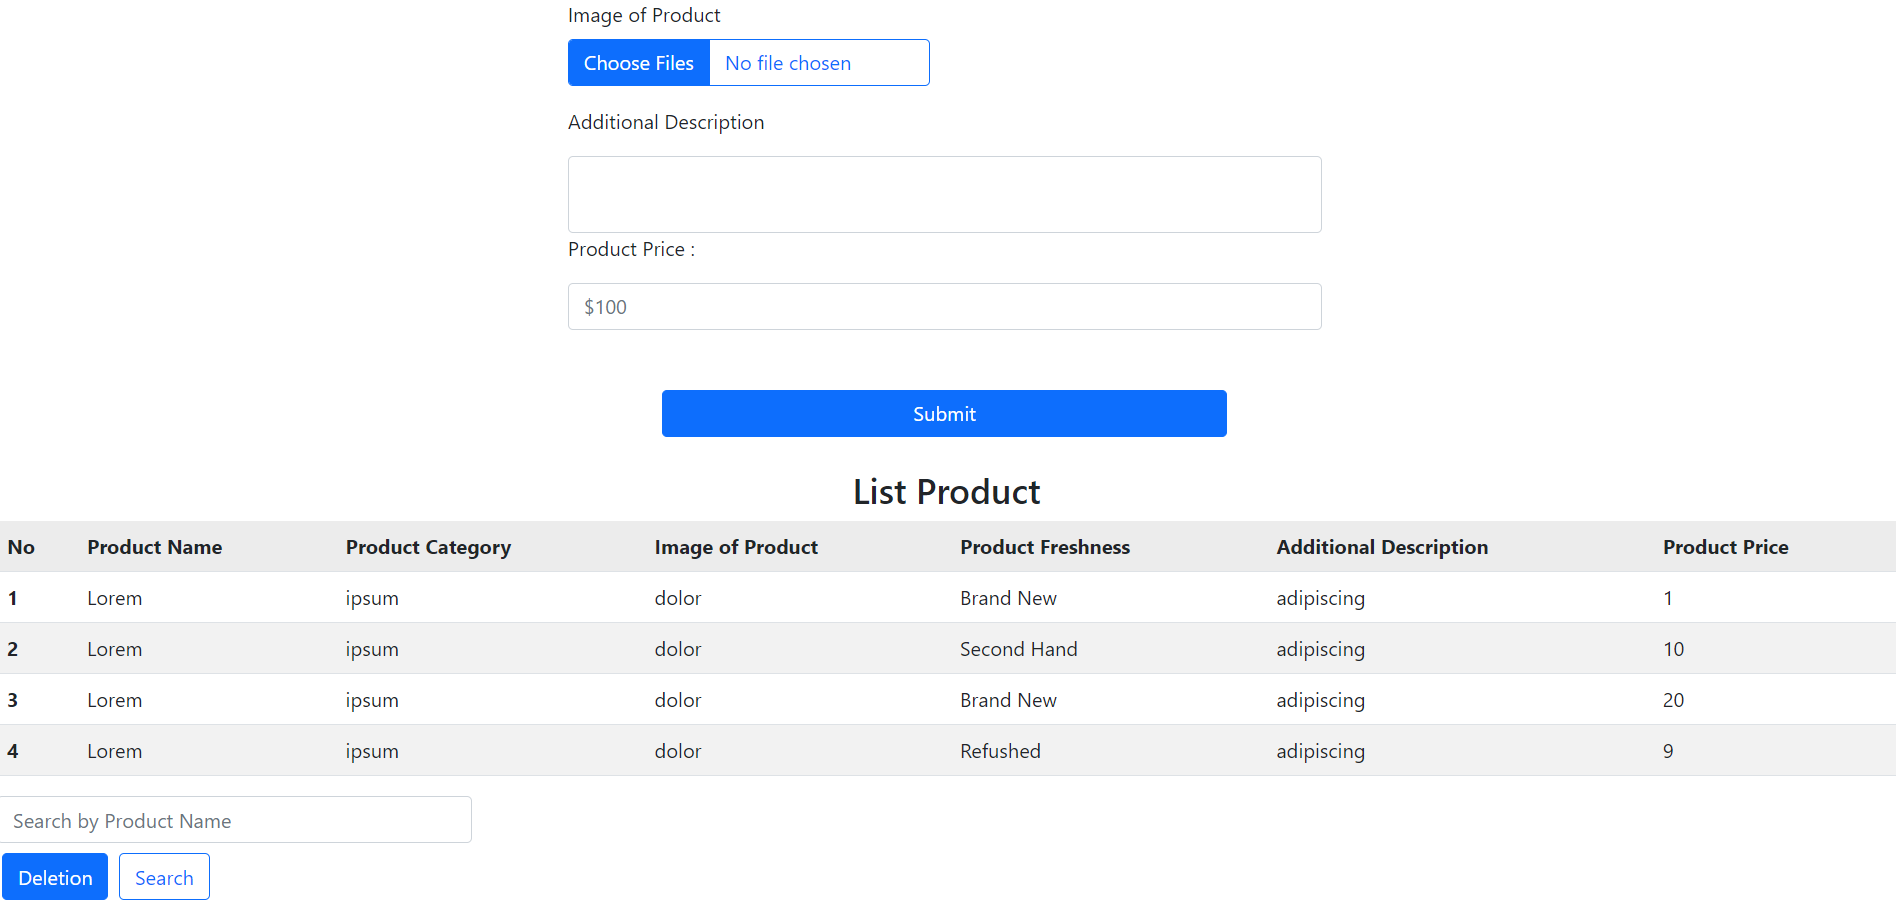 Image of Product
Choose Files No file chosen
Additional Description
Product Price :
$100
Submit
List Product
No Product Name Product Category Image of Product Product Freshness Additional Description Product Price
1 Lorem ipsum dolor Brand New adipiscing 1
2 Lorem ipsum dolor Second Hand adipiscing 10
3 Lorem ipsum dolor Brand New adipiscing 20
4 Lorem ipsum dolor Refushed adipiscing 9
Search by Product Name
Deletion Search